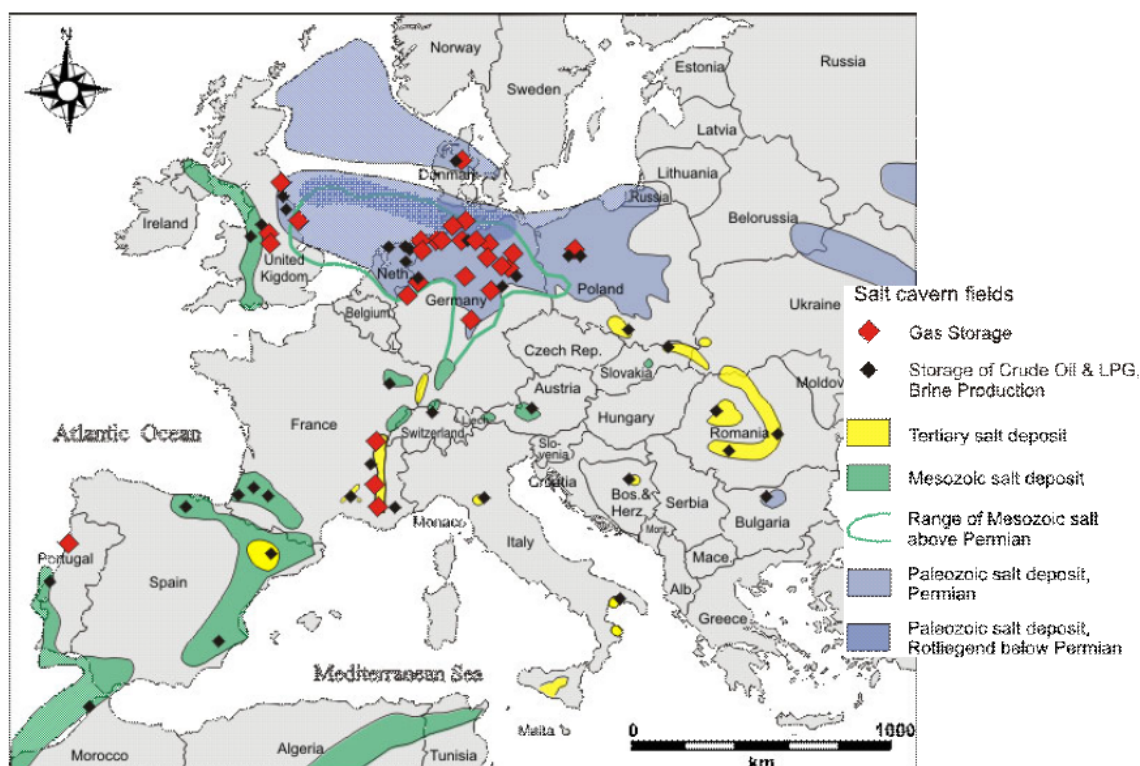 N
Norway
Sweden
Estonia
Russia
Latvia
Lithuania
Russia
Denmark
Belorussia
Ireland
United
Kigdom
Neth.
Germany
Poland
Belgium
Ukraine
Czech Rep.
Slovakia
Austria
Hungary
Moldov
France
Switzerland
Liech.
Slo-
venia
Croatia
Romania
Bos.&
Herz.
Serbia
Mont.
Bulgaria
Monaco
Italy
Mace.
Alb
Greece
Atlantic Ocean
Portugal
Spain
Mediterranean Sea
Malta
Morocco
Algeria
Tunisia
Salt cavern fields
Gas Storage
Storage of Crude Oil & LPG,
Brine Production
Tertiary salt deposit
Mesozoic salt deposit
Range of Mesozoic salt
above Permian
Paleozoic salt deposit,
Permian
Paleozoic salt deposit,
Rotliegend below Permian
0
1000
km